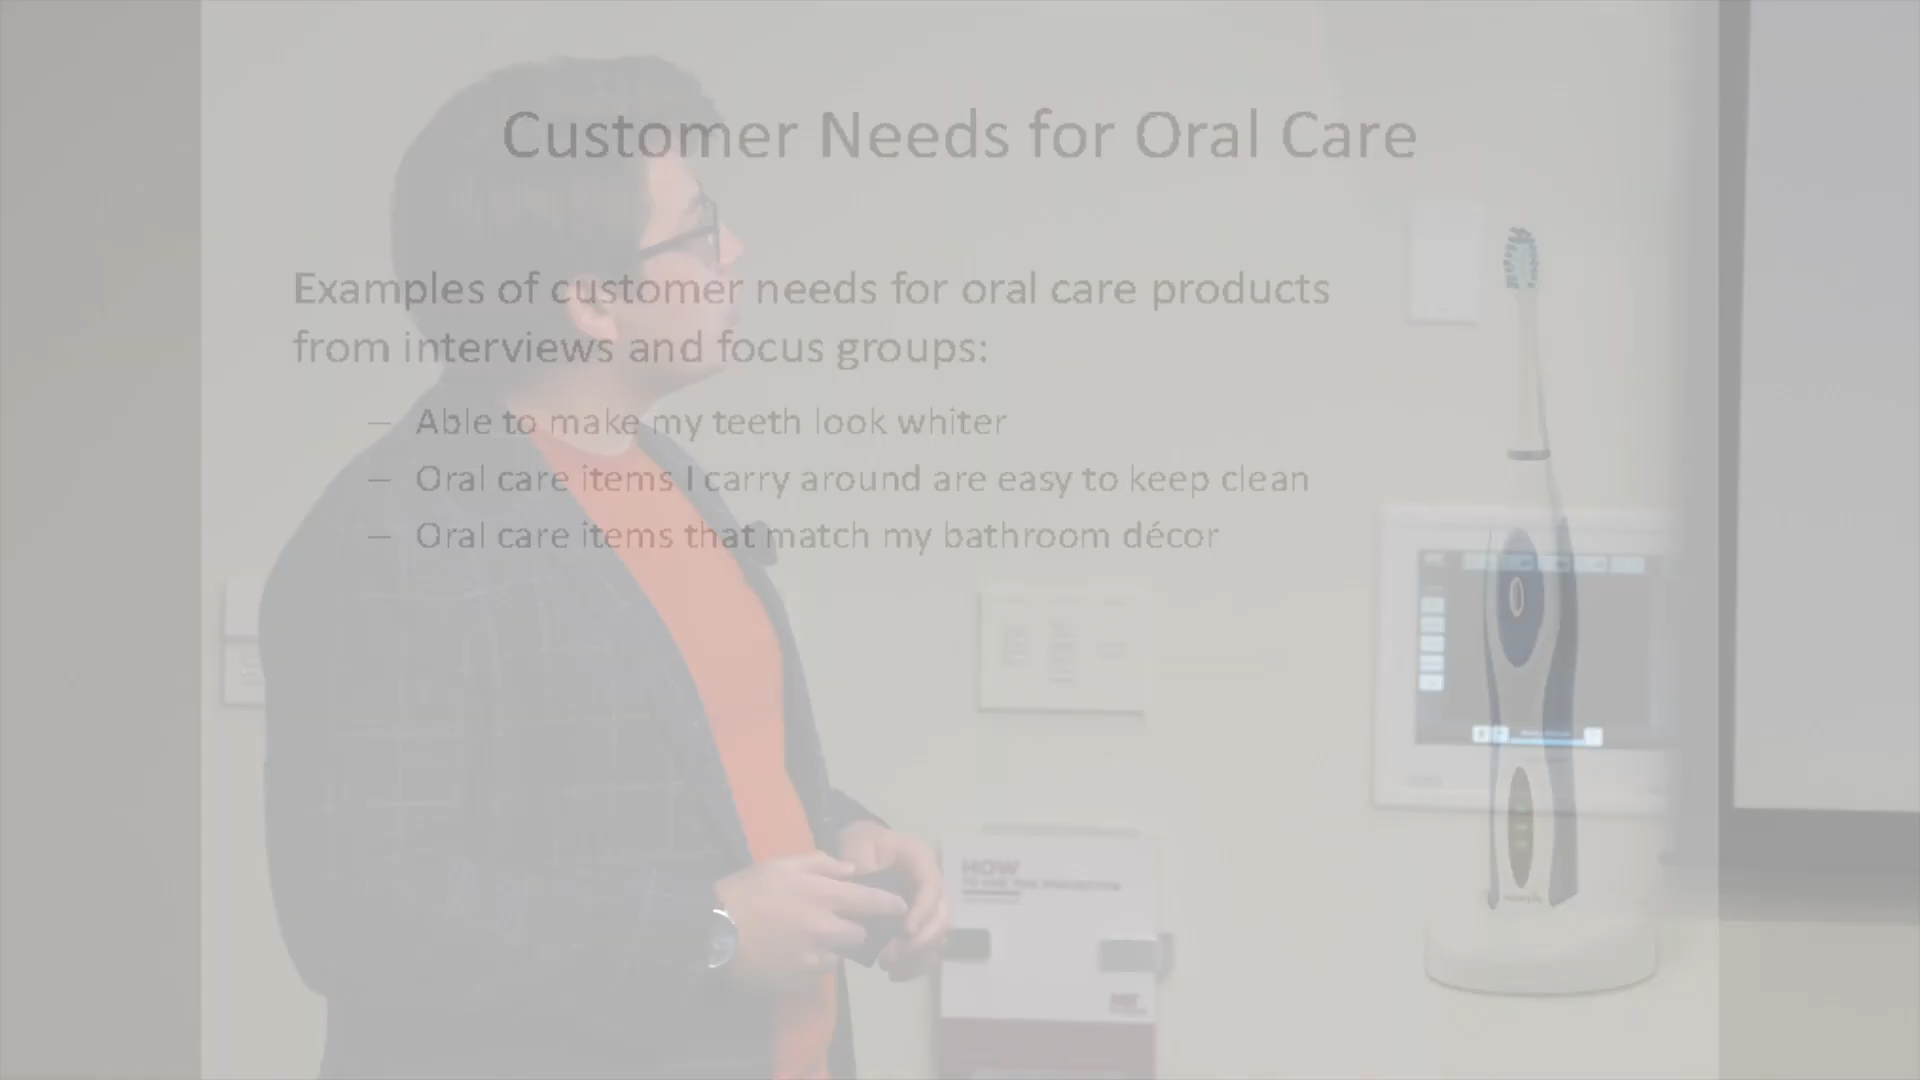 Customer Needs for Oral Care
Examples of customer needs for oral care products
from interviews and focus groups:
– Able to make my teeth look whiter
– Oral care items I carry around are easy to keep clean
– Oral care items that match my bathroom décor
HOW